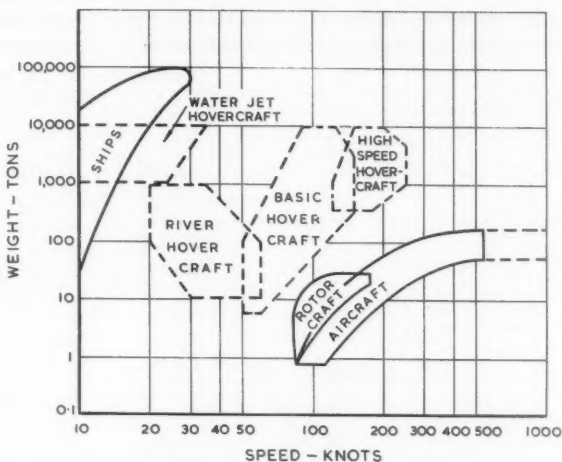 100,000
10,000
1,000
100
10
1
0·1
WEIGHT – TONS
SHIPS
WATER JET
HOVERCRAFT
RIVER
HOVER
CRAFT
BASIC
HOVER
CRAFT
HIGH
SPEED
HOVER-
CRAFT
ROTOR
CRAFT
AIRCRAFT
10 20 30 40 50 100 200 300 400 500 1000
SPEED – KNOTS